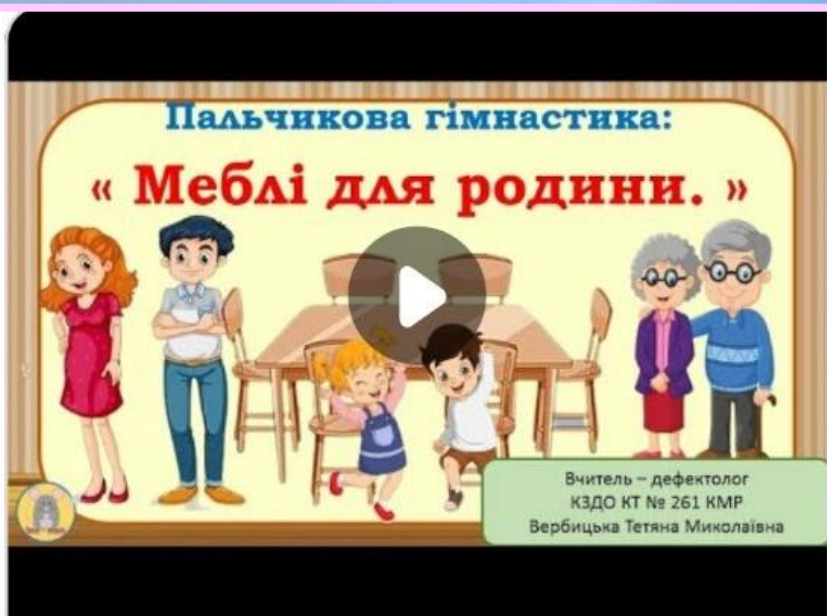 Пальчикова гімнастика:
« Меблі для родини. »
Вчитель – дефектолог
КЗДО КТ № 261 КМР
Вербицька Тетяна Миколаївна